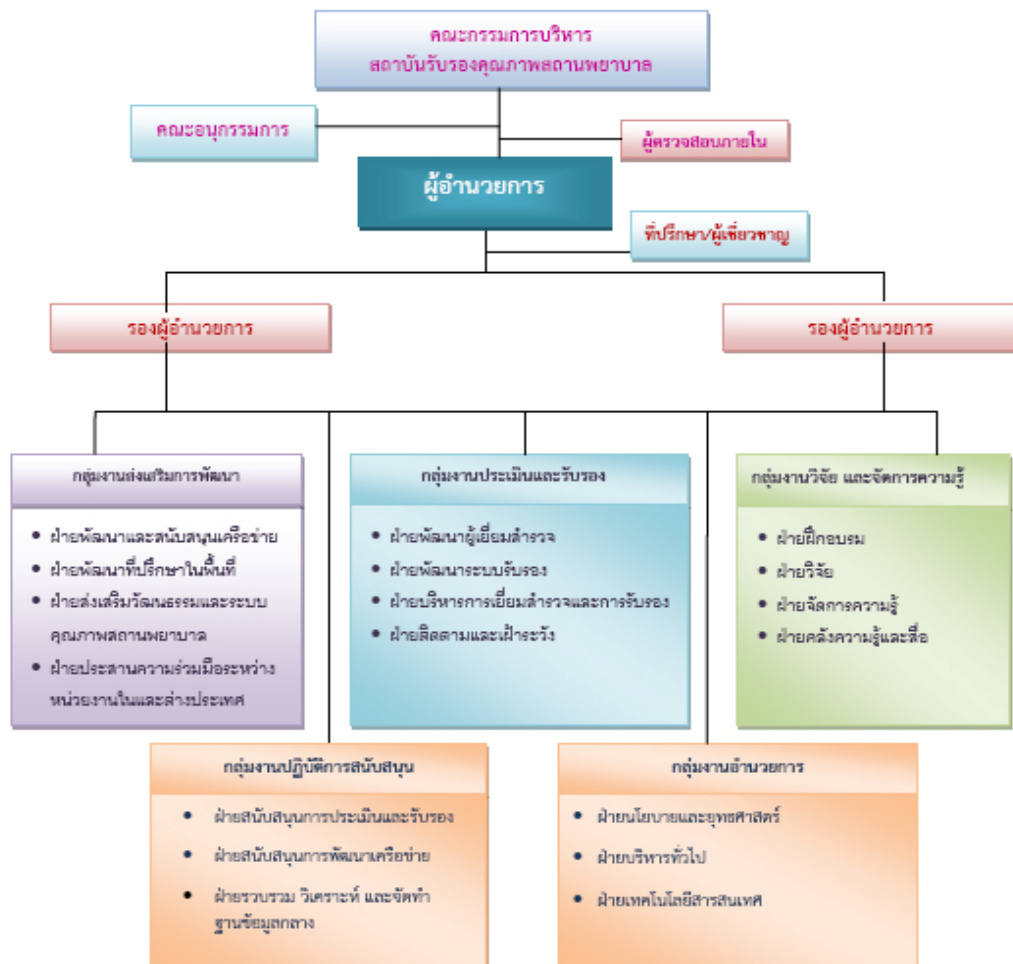 คณะกรรมการบริหาร
สถาบันรับรองคุณภาพสถานพยาบาล
คณะอนุกรรมการ
ผู้ตรวจสอบภายใน
ผู้อำนวยการ
ที่ปรึกษา/ผู้เชี่ยวชาญ
รองผู้อำนวยการ
รองผู้อำนวยการ
กลุ่มงานส่งเสริมการพัฒนา
• ฝ่ายพัฒนาและสนับสนุนเครือข่าย
• ฝ่ายพัฒนาที่ปรึกษาในพื้นที่
• ฝ่ายส่งเสริมวัฒนธรรมและระบบ
คุณภาพสถานพยาบาล
• ฝ่ายประสานความร่วมมือระหว่าง
หน่วยงานในและต่างประเทศ
กลุ่มงานประเมินและรับรอง
• ฝ่ายพัฒนาผู้เยี่ยมสำรวจ
• ฝ่ายพัฒนาระบบรับรอง
• ฝ่ายบริหารการเยี่ยมสำรวจและการรับรอง
• ฝ่ายติดตามและเฝ้าระวัง
กลุ่มงานวิจัย และจัดการความรู้
• ฝ่ายฝึกอบรม
• ฝ่ายวิจัย
• ฝ่ายจัดการความรู้
• ฝ่ายคลังความรู้และสื่อ
กลุ่มงานปฏิบัติการสนับสนุน
• ฝ่ายสนับสนุนการประเมินและรับรอง
• ฝ่ายสนับสนุนการพัฒนาเครือข่าย
• ฝ่ายรวบรวม วิเคราะห์ และจัดทำ
ฐานข้อมูลกลาง
กลุ่มงานอำนวยการ
• ฝ่ายนโยบายและยุทธศาสตร์
• ฝ่ายบริหารทั่วไป
• ฝ่ายเทคโนโลยีสารสนเทศ